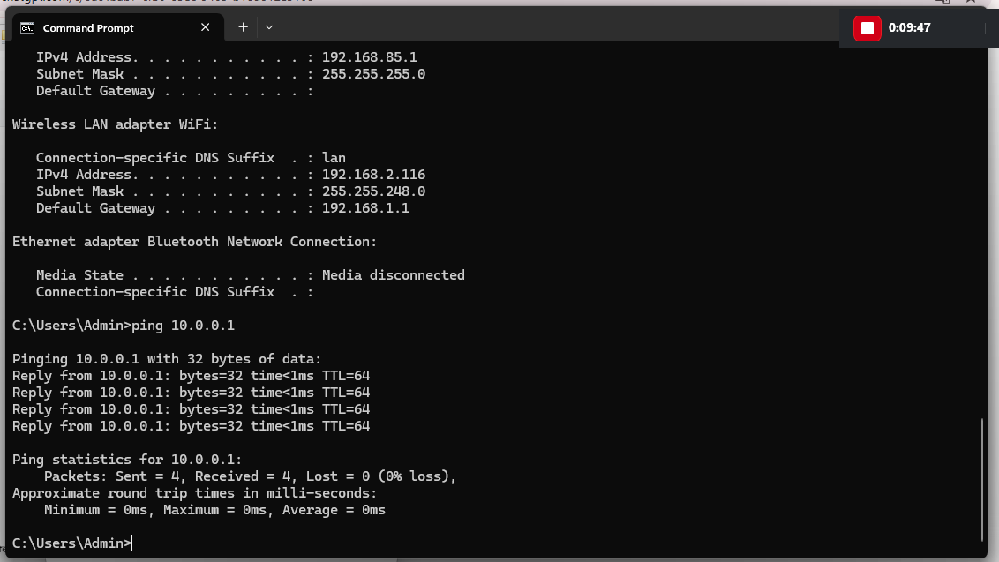 Command Prompt
0:09:47
IPv4 Address. . . . . . . . . . . : 192.168.85.1
Subnet Mask . . . . . . . . . . . : 255.255.255.0
Default Gateway . . . . . . . . . :
Wireless LAN adapter WiFi:
Connection-specific DNS Suffix  . : lan
IPv4 Address. . . . . . . . . . . : 192.168.2.116
Subnet Mask . . . . . . . . . . . : 255.255.248.0
Default Gateway . . . . . . . . . : 192.168.1.1
Ethernet adapter Bluetooth Network Connection:
Media State . . . . . . . . . . . : Media disconnected
Connection-specific DNS Suffix  . :
C:\Users\Admin>ping 10.0.0.1
Pinging 10.0.0.1 with 32 bytes of data:
Reply from 10.0.0.1: bytes=32 time<1ms TTL=64
Reply from 10.0.0.1: bytes=32 time<1ms TTL=64
Reply from 10.0.0.1: bytes=32 time<1ms TTL=64
Reply from 10.0.0.1: bytes=32 time<1ms TTL=64
Ping statistics for 10.0.0.1:
Packets: Sent = 4, Received = 4, Lost = 0 (0% loss),
Approximate round trip times in milli-seconds:
Minimum = 0ms, Maximum = 0ms, Average = 0ms
C:\Users\Admin>